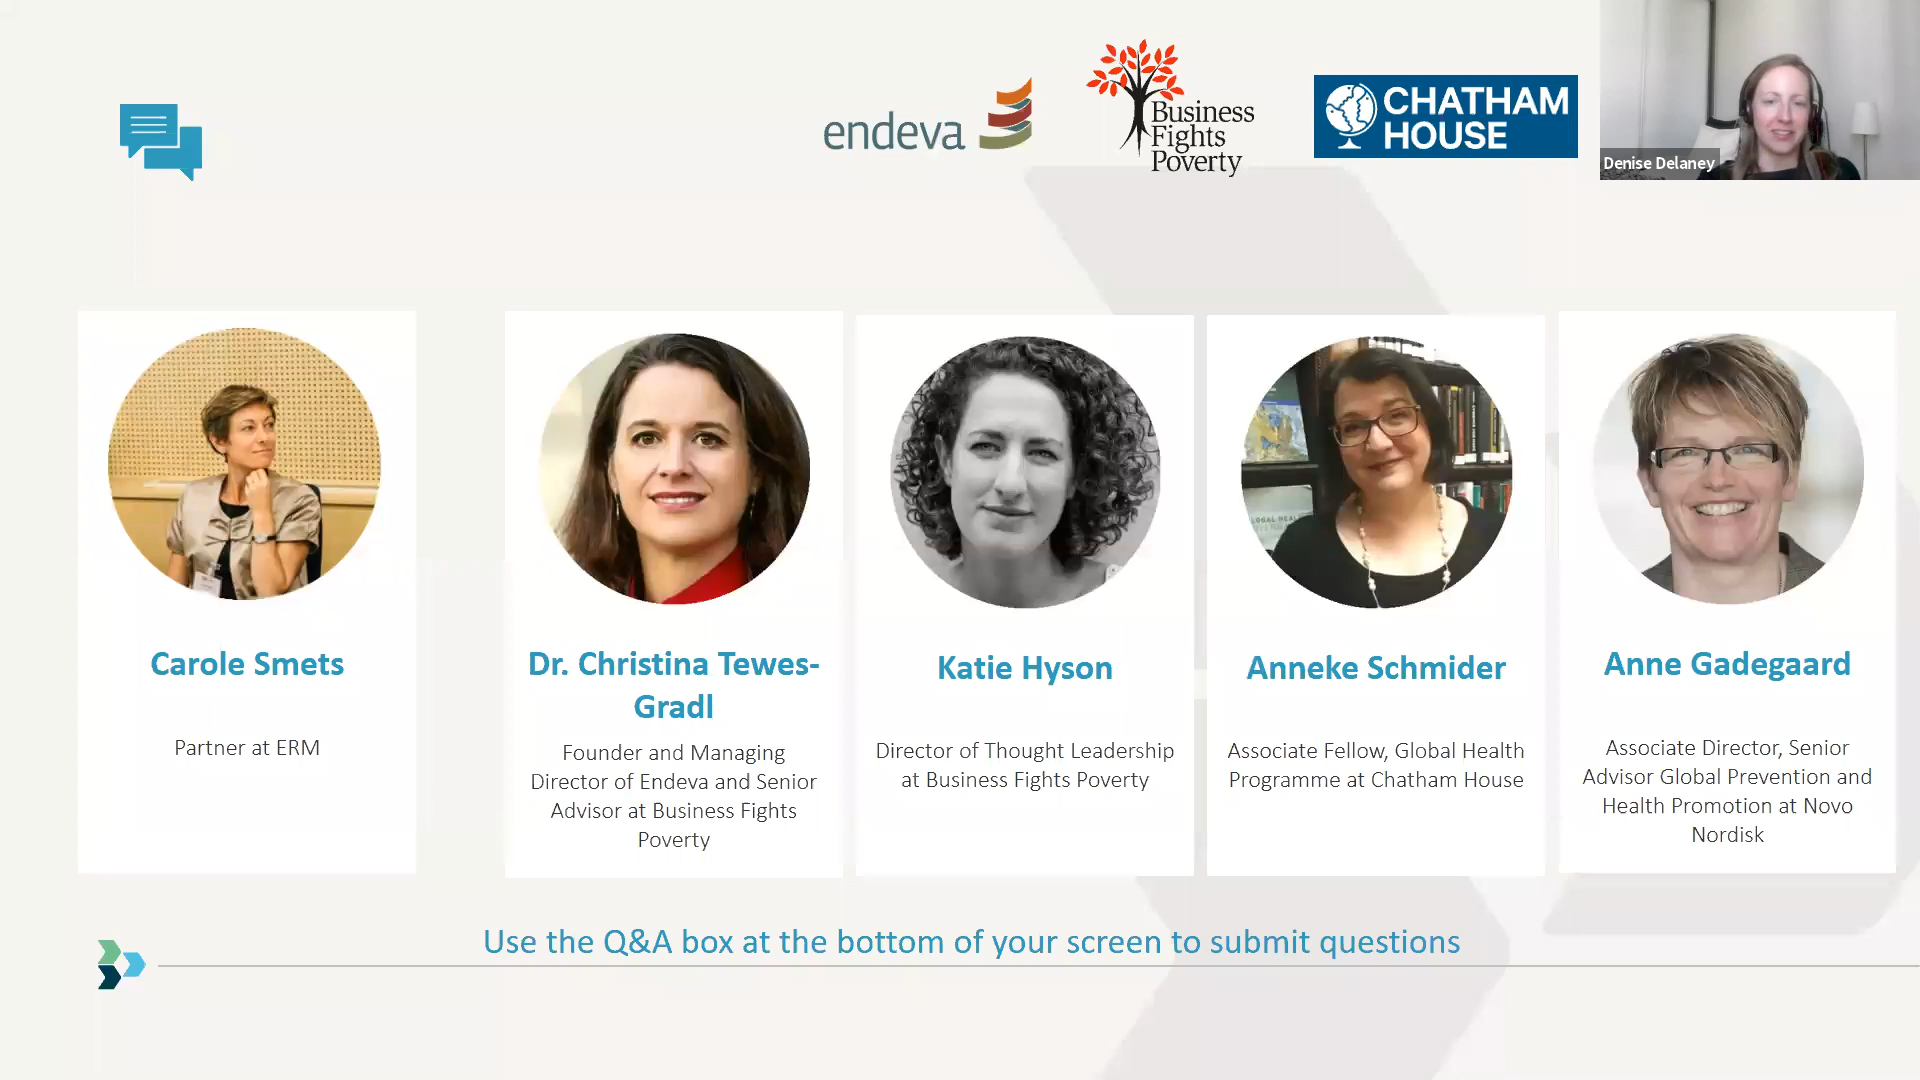 endeva
Business
Fights
Poverty
CHATHAM
HOUSE
Denise Delaney
Carole Smets
Partner at ERM
Dr. Christina Tewes-
Gradl
Founder and Managing
Director of Endeva and Senior
Advisor at Business Fights
Poverty
Katie Hyson
Director of Thought Leadership
at Business Fights Poverty
Anneke Schmider
Associate Fellow, Global Health
Programme at Chatham House
Anne Gadegaard
Associate Director, Senior
Advisor Global Prevention and
Health Promotion at Novo
Nordisk
Use the Q&A box at the bottom of your screen to submit questions